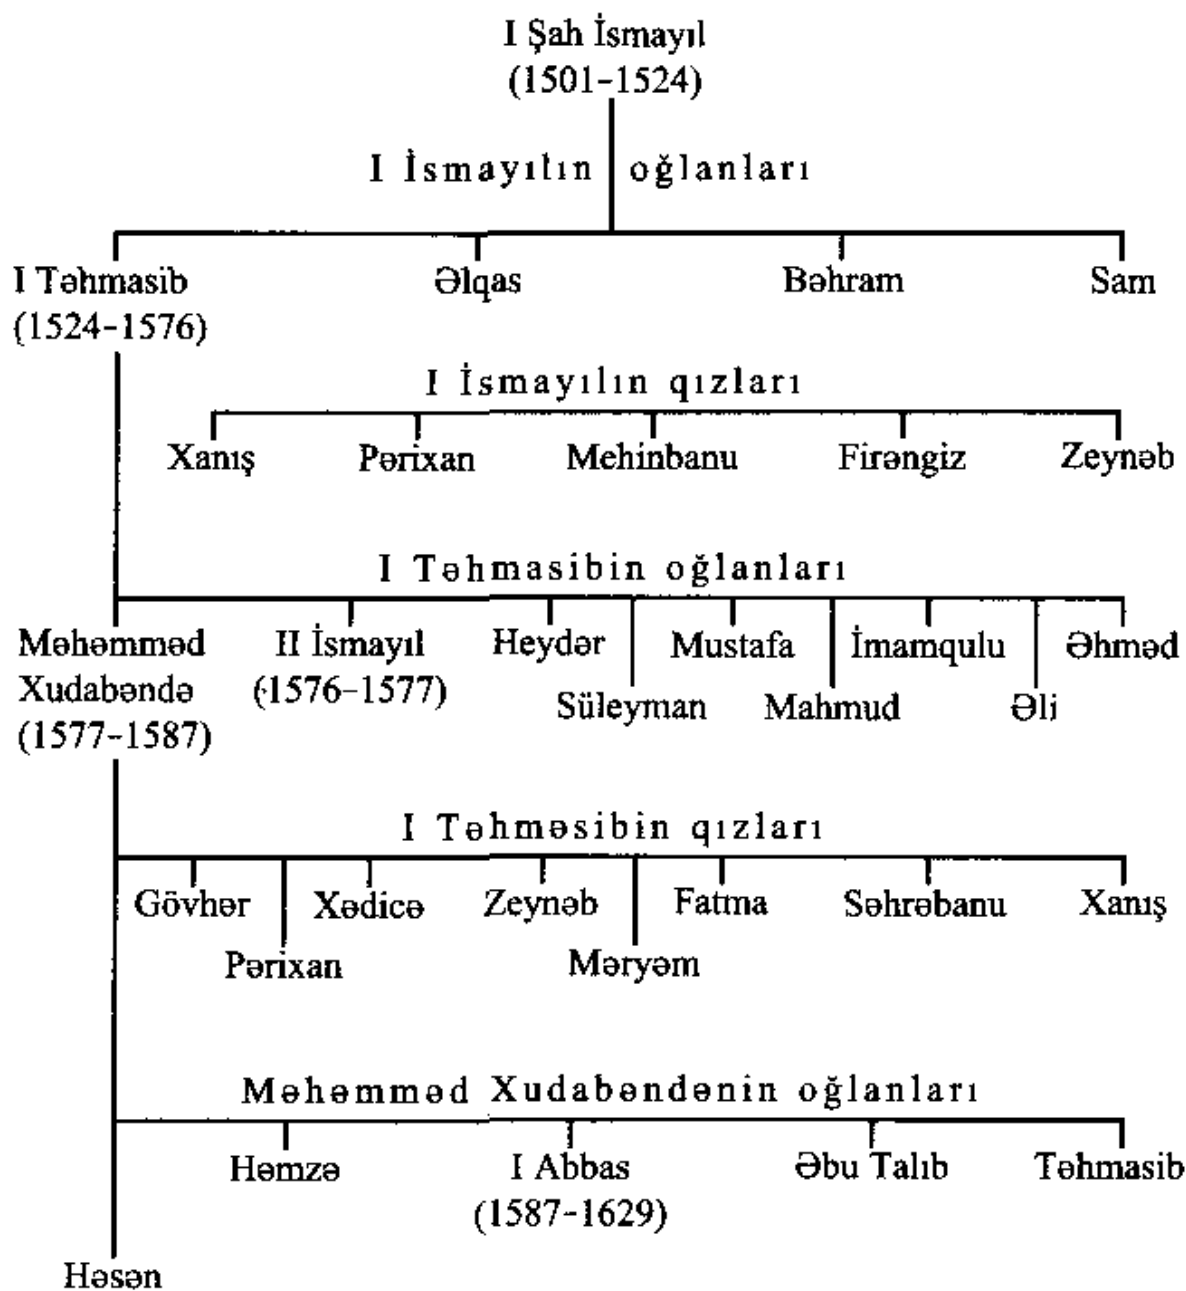 I Şah İsmayıl
(1501-1524)
I İsmayılın oğlanları
I Təhmasib Əlqas Bəhram Sam
(1524-1576)
I İsmayılın qızları
Xanış Pərixan Mehinbanu Firəngiz Zeynəb
I Təhmasibin oğlanları
Məhəmməd II İsmayıl Heydər Mustafa İmamqulu Əhməd
Xudabəndə (1576-1577) Süleyman Mahmud Əli
(1577-1587)
I Təhməsibin qızları
Gövhər Xədicə Zeynəb Fatma Səhrəbanu Xanış
Pərixan Məryəm
Məhəmməd Xudabəndənin oğlanları
Həmzə I Abbas Əbu Talıb Təhmasib
(1587-1629)
Həsən